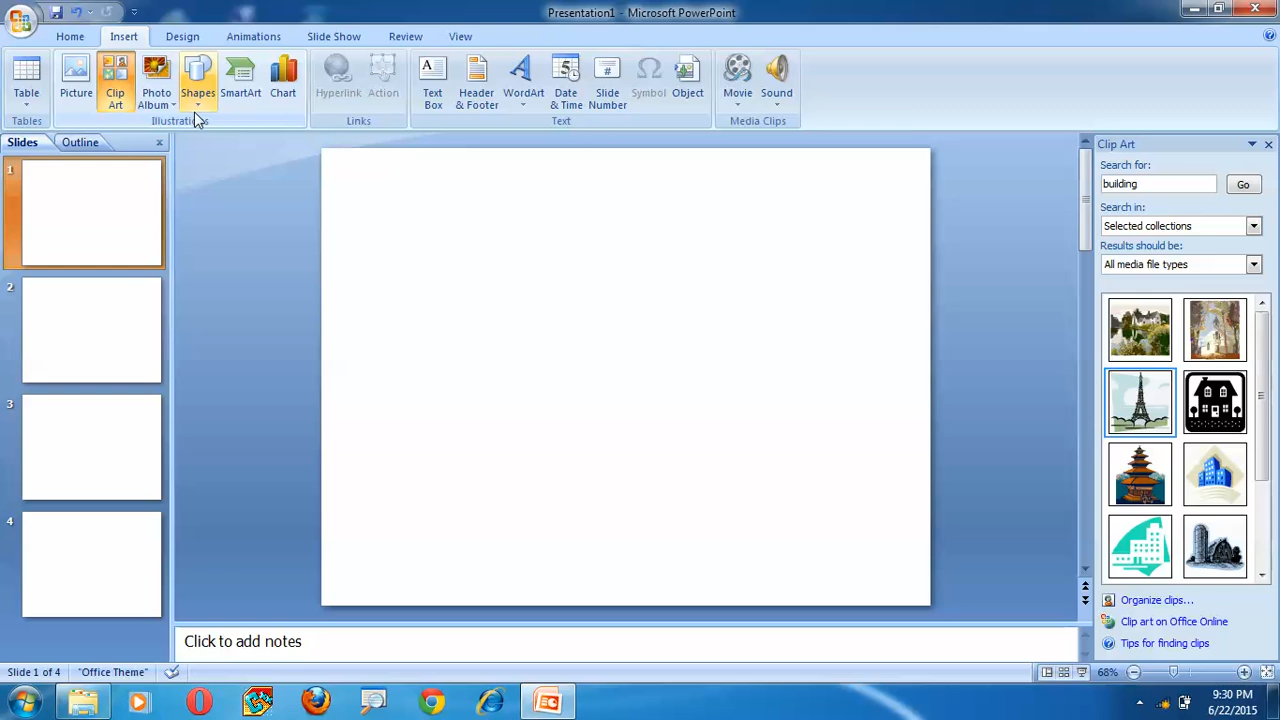 Presentation1 - Microsoft PowerPoint
Home Insert Design Animations Slide Show Review View
Table
Picture
Clip Art
Photo Album
Shapes
SmartArt
Chart
Hyperlink
Action
Text Box
Header & Footer
WordArt
Date & Time
Slide Number
Symbol
Object
Movie
Sound
Tables
Illustrations
Links
Text
Media Clips
Slides Outline
1
2
3
4
Clip Art
Search for:
building Go
Search in:
Selected collections
Results should be:
All media file types
Organize clips...
Clip art on Office Online
Tips for finding clips
Click to add notes
Slide 1 of 4 "Office Theme" 68%
9:30 PM
6/22/2015